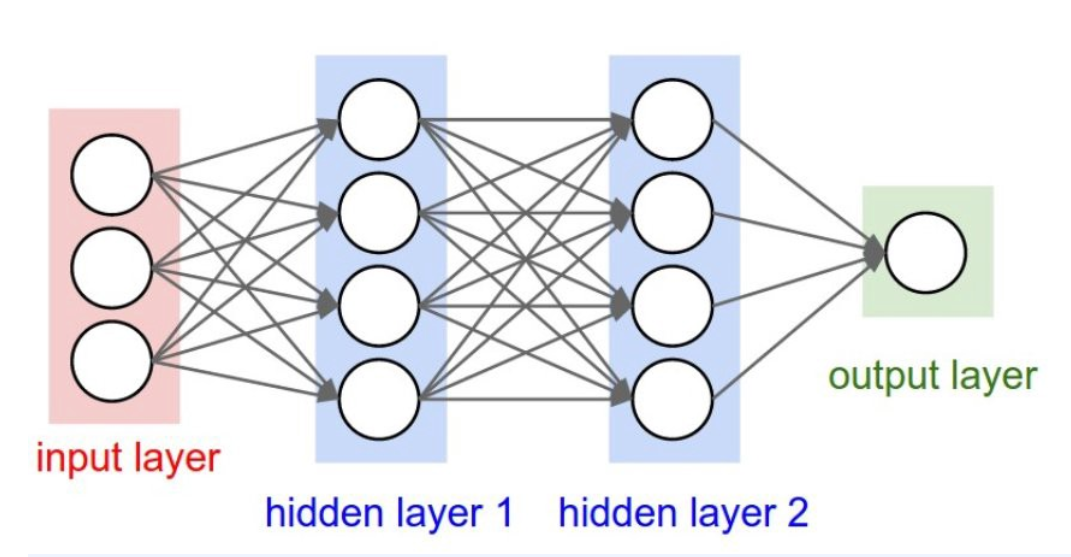 input layer
hidden layer 1
hidden layer 2
output layer